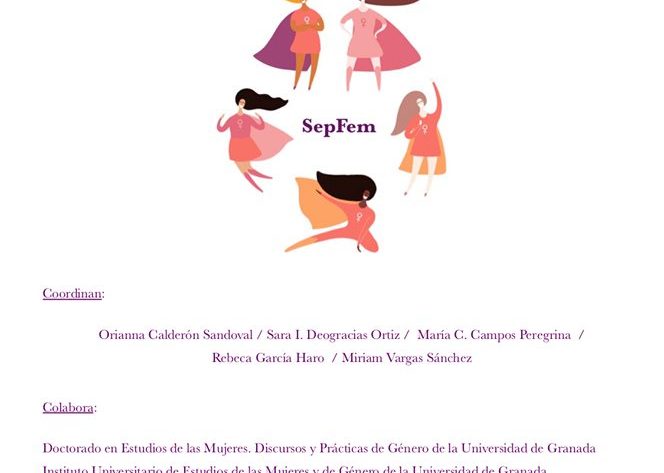 SepFem
Coordinan:
Orianna Calderón Sandoval / Sara I. Deogracias Ortiz / María C. Campos Peregrina /
Rebeca García Haro / Miriam Vargas Sánchez
Colabora:
Doctorado en Estudios de las Mujeres. Discursos y Prácticas de Género de la Universidad de Granada
Instituto Universitario de Estudios de las Mujeres y de Género de la Universidad de Granada